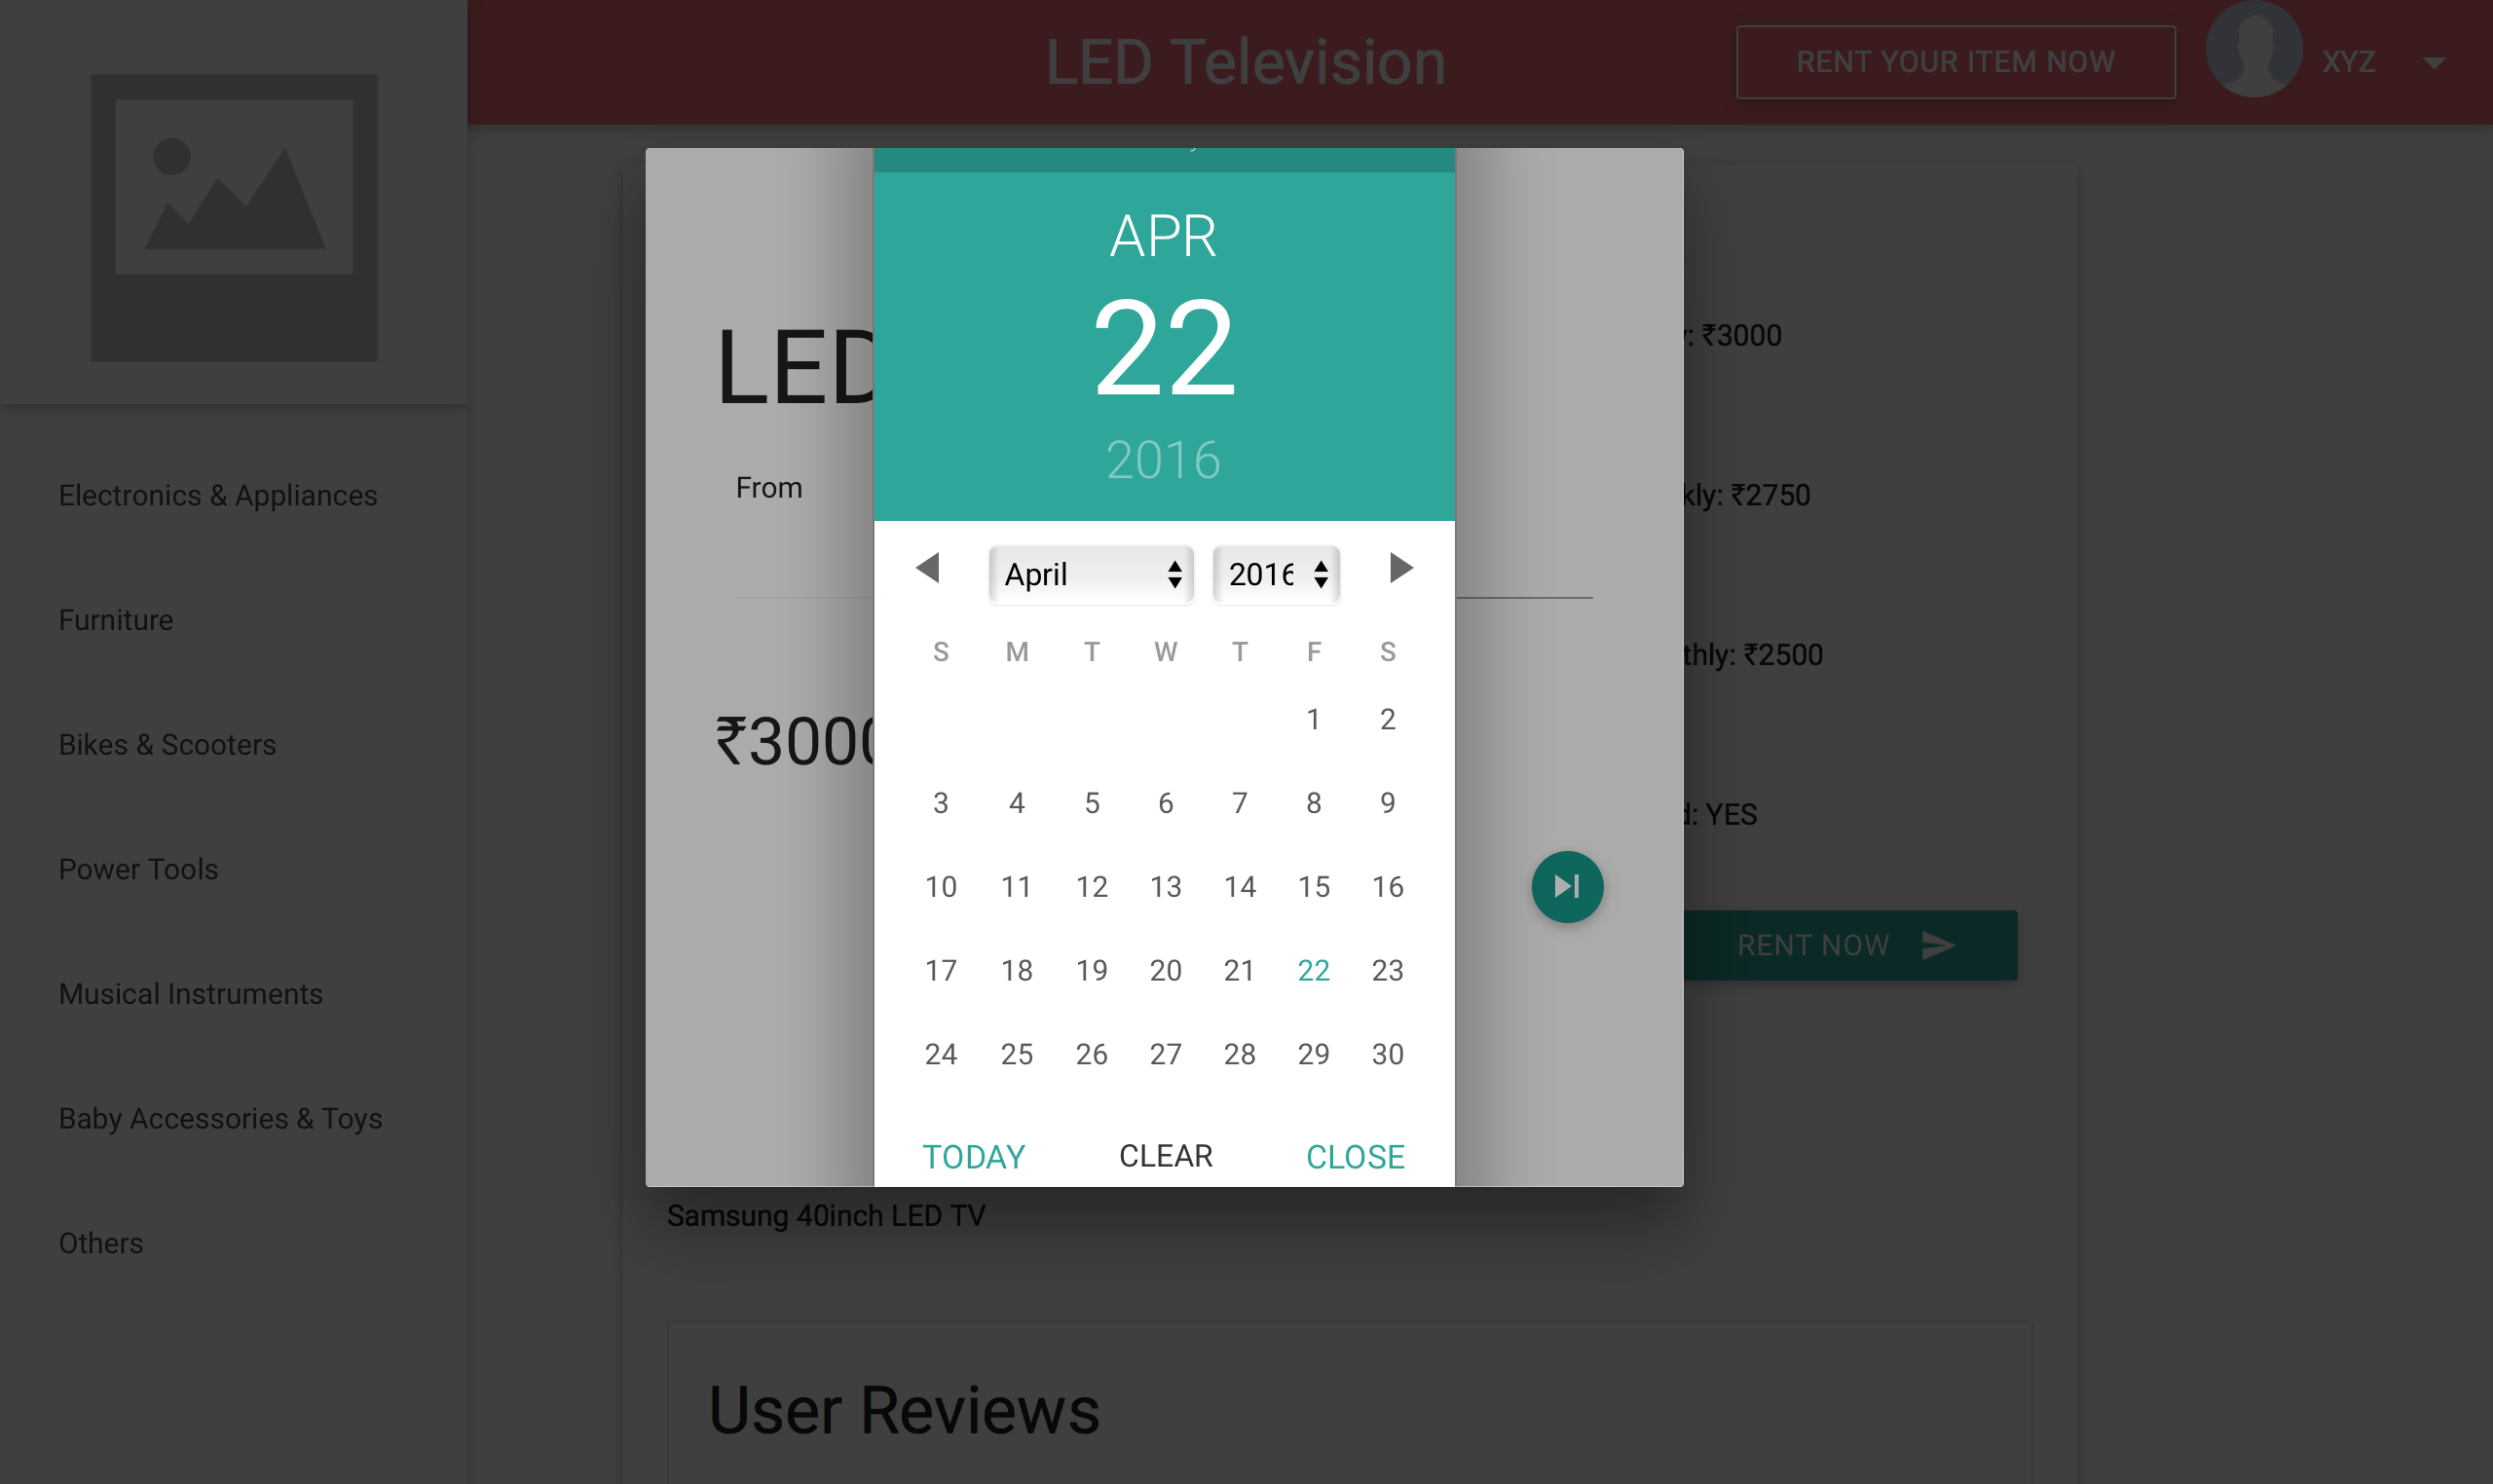 LED Television
RENT YOUR ITEM NOW
XYZ
Electronics & Appliances
Furniture
Bikes & Scooters
Power Tools
Musical Instruments
Baby Accessories & Toys
Others
LED
From
₹3000
APR
22
2016
April
2016
S M T W T F S
1 2
3 4 5 6 7 8 9
10 11 12 13 14 15 16
17 18 19 20 21 22 23
24 25 26 27 28 29 30
TODAY CLEAR CLOSE
: ₹3000
kly: ₹2750
thly: ₹2500
: YES
RENT NOW
Samsung 40inch LED TV
User Reviews